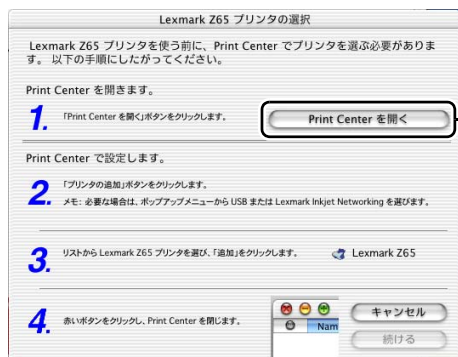 Lexmark Z65 プリンタの選択
Lexmark Z65 プリンタを使う前に、Print Center でプリンタを選ぶ必要がありま
す。 以下の手順にしたがってください。
Print Center を開きます。
1. 「Print Center を開く」ボタンをクリックします。 Print Center を開く
Print Center で設定します。
2. 「プリンタの追加」ボタンをクリックします。
メモ: 必要な場合は、ポップアップメニューから USB または Lexmark Inkjet Networking を選びます。
3. リストから Lexmark Z65 プリンタを選び、「追加」をクリックします。 Lexmark Z65
4. 赤いボタンをクリックし、Print Center を閉じます。
Nam
キャンセル
続ける